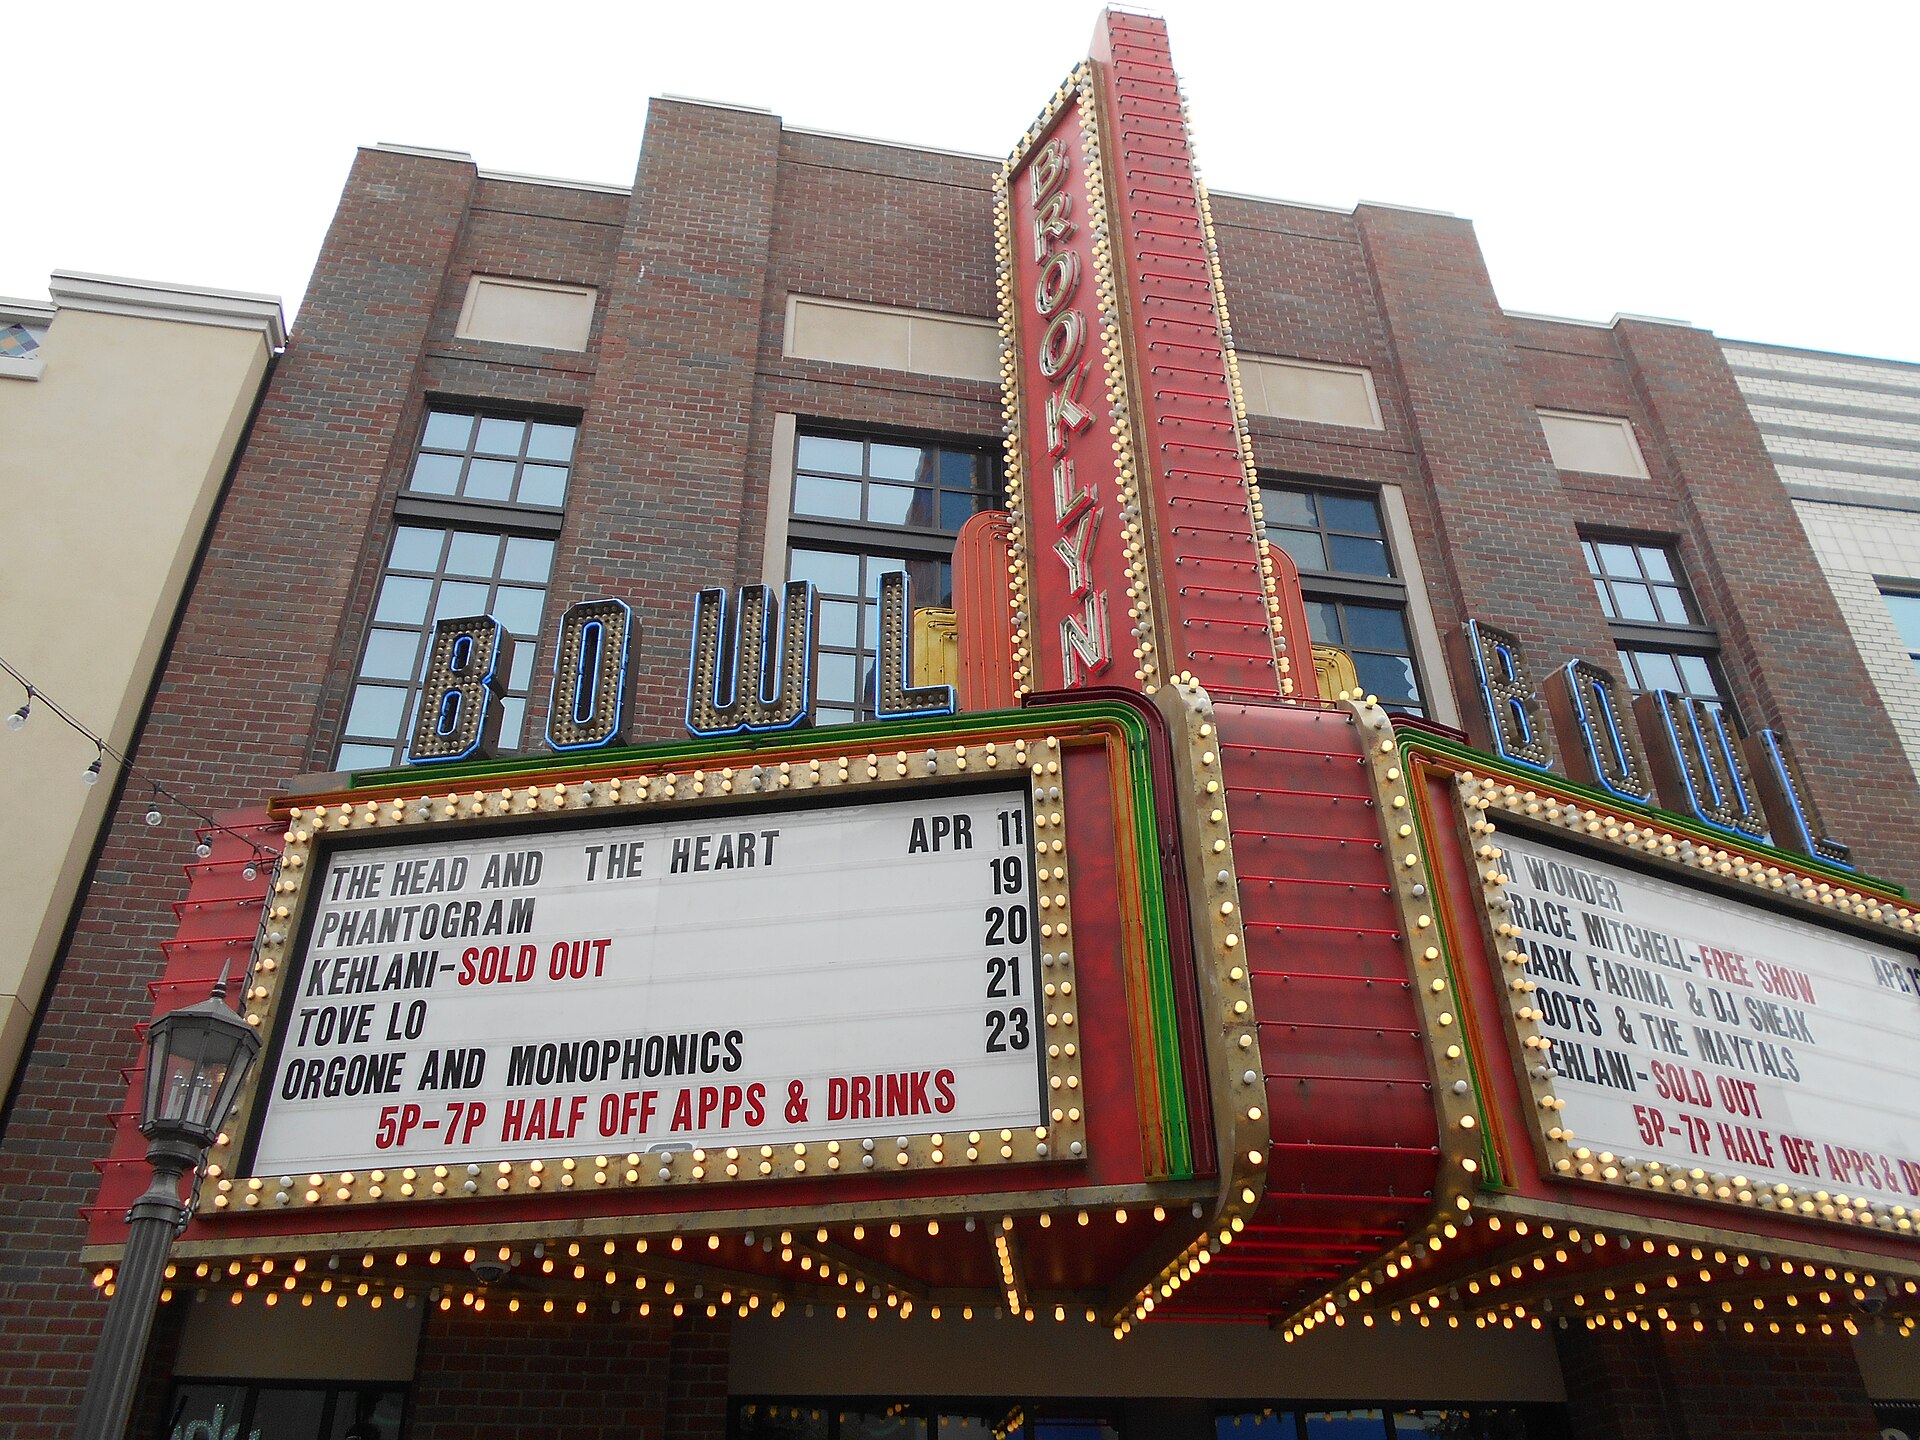 BROOKLYN
BOWL
BOWL
THE HEAD AND THE HEART APR 11
PHANTOGRAM 19
KEHLANI-SOLD OUT 20
TOVE LO 21
ORGONE AND MONOPHONICS 23
5P-7P HALF OFF APPS & DRINKS
WONDER
MITCHELL-FREE SHOW APR
FARINA & DJ SNEAK
& THE MAYTALS
SOLD OUT
5P-7P HALF OFF APPS &